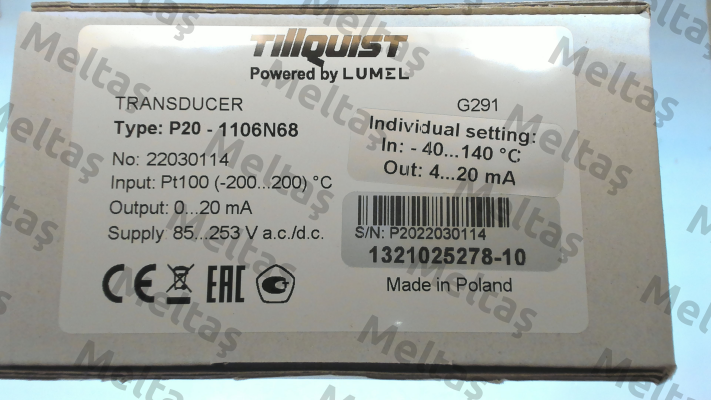 TILLQUIST
Powered by LUMEL
TRANSDUCER
G291
Type: P20 - 1106N68
No: 22030114
Input: Pt100 (-200...200) °C
Output: 0...20 mA
Supply 85...253 V a.c./d.c.
Individual setting:
In: - 40...140 °C
Out: 4...20 mA
S/N: P2022030114
1321025278-10
Made in Poland
CE EAC
Meltaş